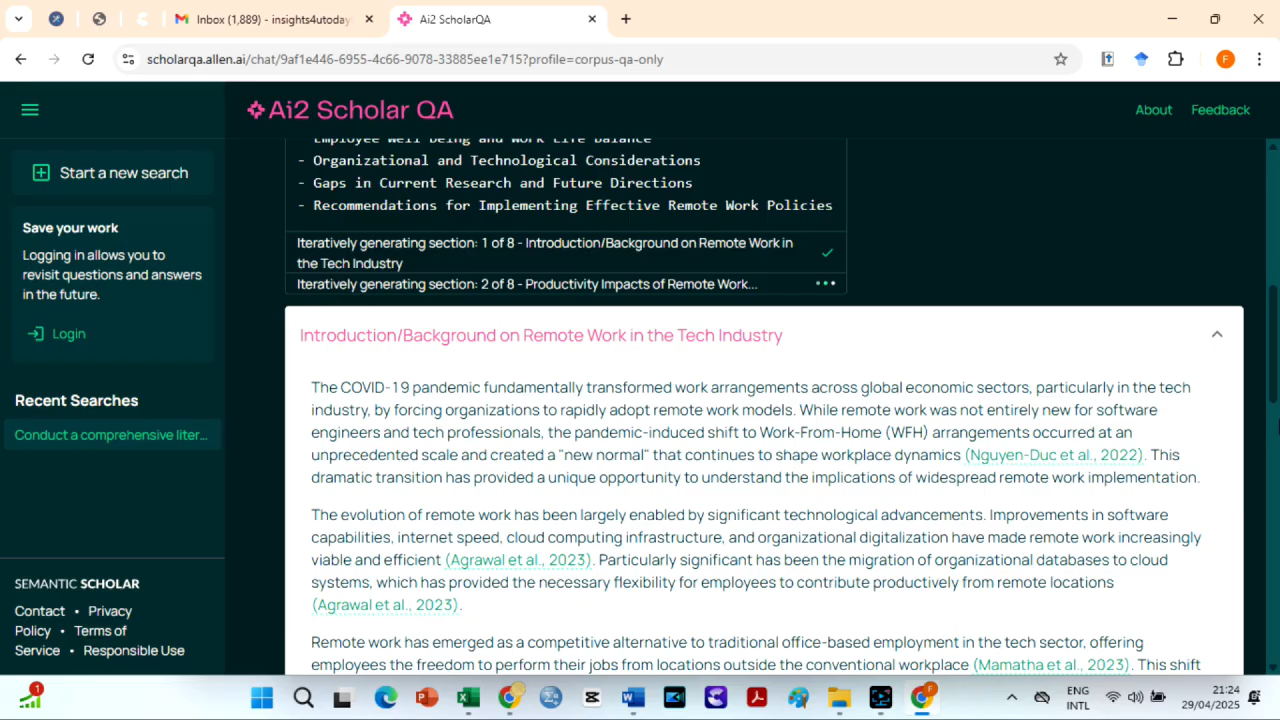 Inbox (1,889) - insights4utoday
Ai2 ScholarQA
scholarqa.allen.ai/chat/9af1e446-6955-4c66-9078-33885ee1e715?profile=corpus-qa-only
F
Ai2 Scholar QA
About
Feedback
Start a new search
Save your work
Logging in allows you to
revisit questions and answers
in the future.
Login
Recent Searches
Conduct a comprehensive liter...
SEMANTIC SCHOLAR
Contact • Privacy
Policy • Terms of
Service • Responsible Use
- Employee Well Being and Work Life Balance
- Organizational and Technological Considerations
- Gaps in Current Research and Future Directions
- Recommendations for Implementing Effective Remote Work Policies
Iteratively generating section: 1 of 8 - Introduction/Background on Remote Work in
the Tech Industry
Iteratively generating section: 2 of 8 - Productivity Impacts of Remote Work...
Introduction/Background on Remote Work in the Tech Industry
The COVID-19 pandemic fundamentally transformed work arrangements across global economic sectors, particularly in the tech
industry, by forcing organizations to rapidly adopt remote work models. While remote work was not entirely new for software
engineers and tech professionals, the pandemic-induced shift to Work-From-Home (WFH) arrangements occurred at an
unprecedented scale and created a "new normal" that continues to shape workplace dynamics (Nguyen-Duc et al., 2022). This
dramatic transition has provided a unique opportunity to understand the implications of widespread remote work implementation.
The evolution of remote work has been largely enabled by significant technological advancements. Improvements in software
capabilities, internet speed, cloud computing infrastructure, and organizational digitalization have made remote work increasingly
viable and efficient (Agrawal et al., 2023). Particularly significant has been the migration of organizational databases to cloud
systems, which has provided the necessary flexibility for employees to contribute productively from remote locations
(Agrawal et al., 2023).
Remote work has emerged as a competitive alternative to traditional office-based employment in the tech sector, offering
employees the freedom to perform their jobs from locations outside the conventional workplace (Mamatha et al., 2023). This shift
1
ENG
INTL
21:24
29/04/2025